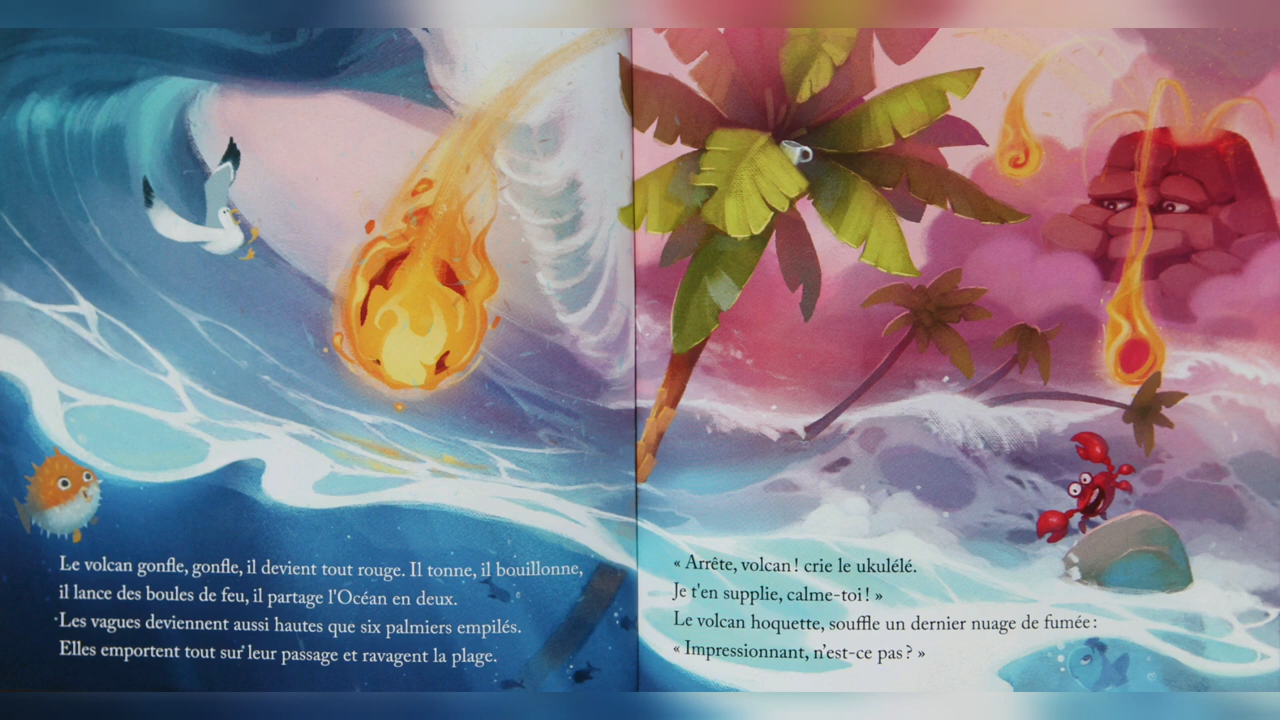 Le volcan gonfle, gonfle, il devient tout rouge. Il tonne, il bouillonne,
il lance des boules de feu, il partage l'Océan en deux.
Les vagues deviennent aussi hautes que six palmiers empilés.
Elles emportent tout sur leur passage et ravagent la plage.
« Arrête, volcan ! crie le ukulélé.
Je t'en supplie, calme-toi ! »
Le volcan hoquette, souffle un dernier nuage de fumée :
« Impressionnant, n'est-ce pas ? »